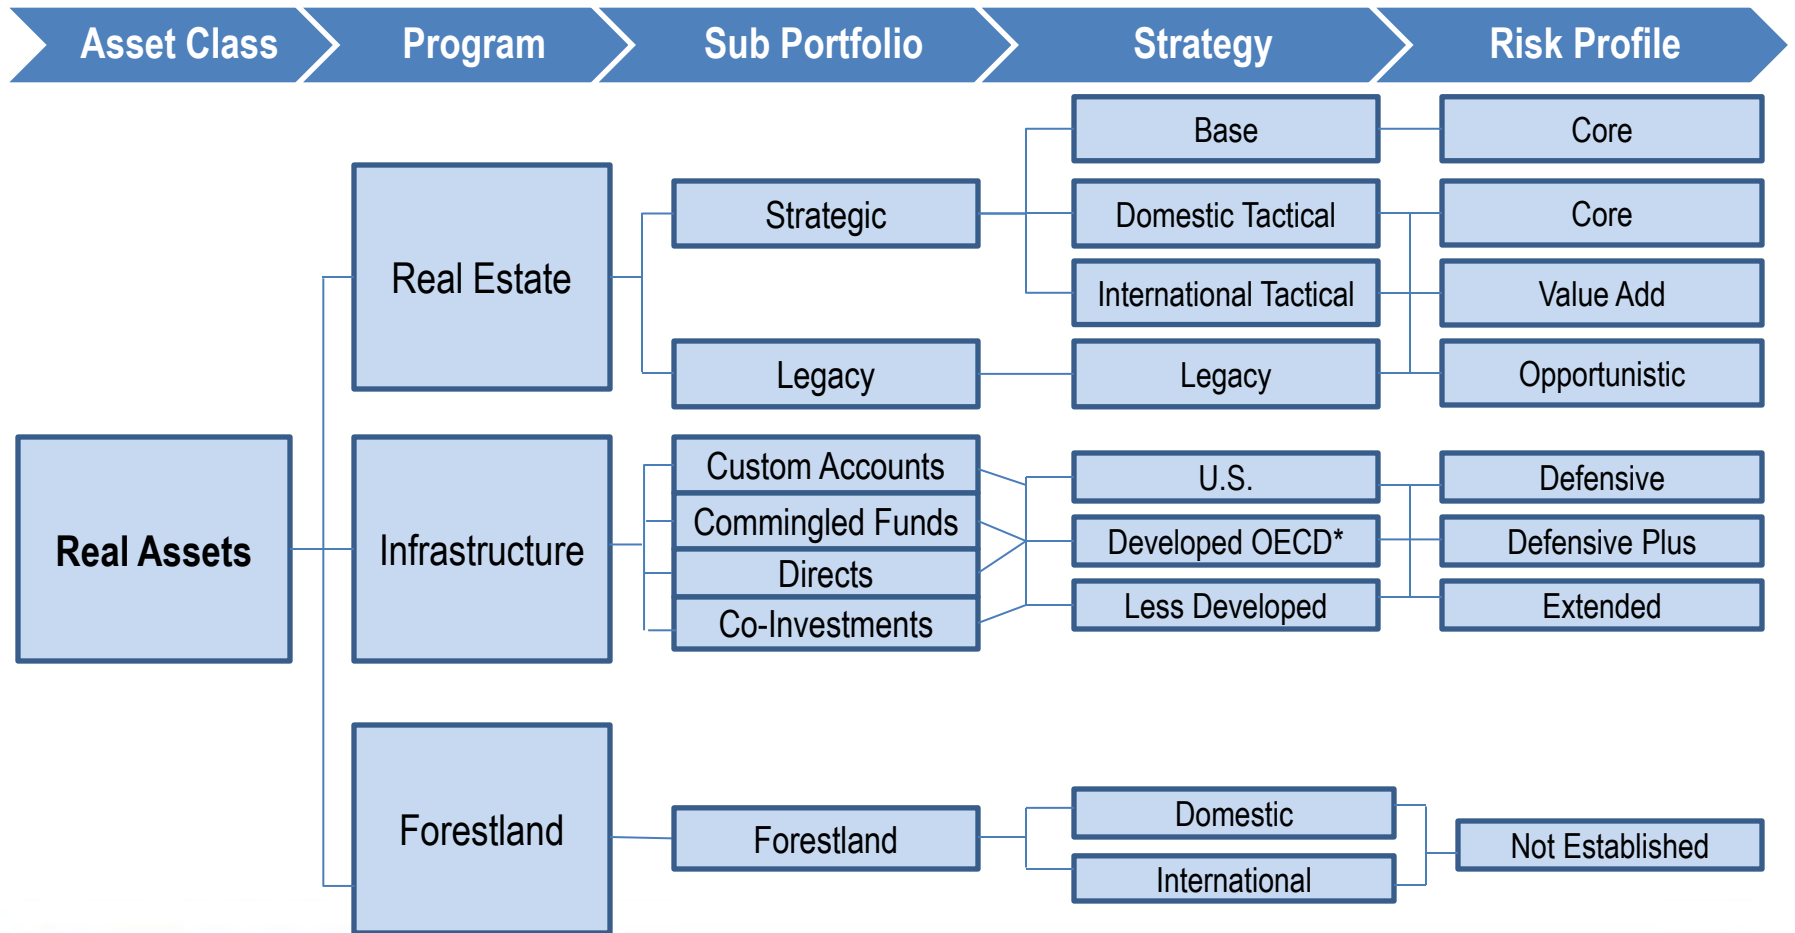 Asset Class
Program
Sub Portfolio
Strategy
Risk Profile
Real Assets
Real Estate
Strategic
Base
Core
Domestic Tactical
Core
International Tactical
Value Add
Legacy
Legacy
Opportunistic
Infrastructure
Custom Accounts
Commingled Funds
Directs
Co-Investments
U.S.
Defensive
Developed OECD*
Defensive Plus
Less Developed
Extended
Forestland
Forestland
Domestic
International
Not Established